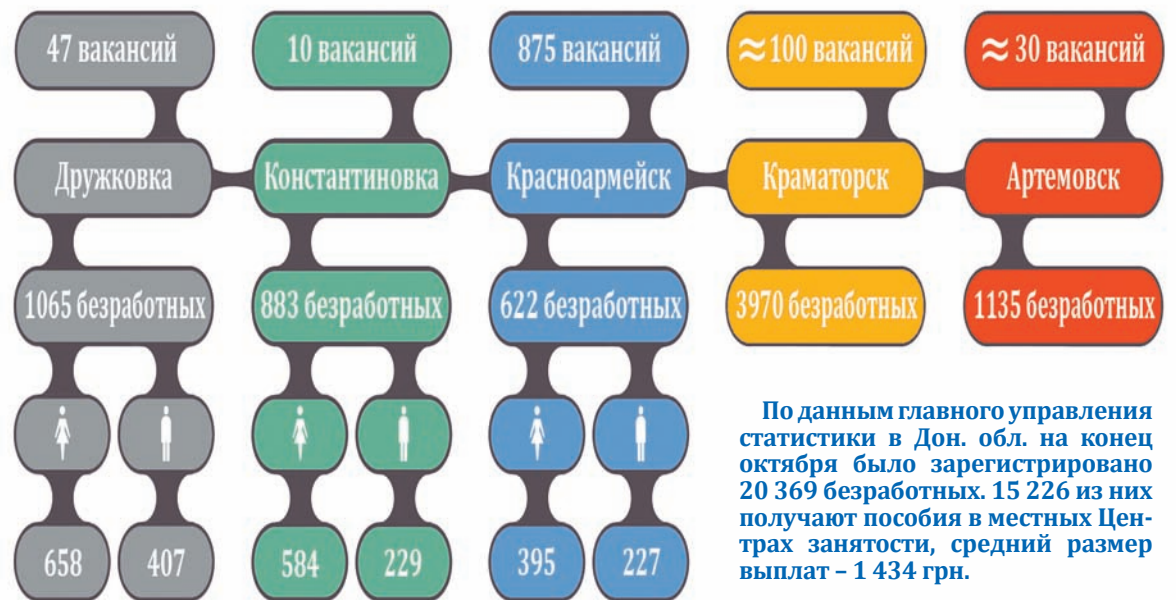 47 вакансий
10 вакансий
875 вакансий
≈ 100 вакансий
≈ 30 вакансий
Дружковка
Константиновка
Красноармейск
Краматорск
Артемовск
1065 безработных
883 безработных
622 безработных
3970 безработных
1135 безработных
658
407
584
229
395
227
По данным главного управления
статистики в Дон. обл. на конец
октября было зарегистрировано
20 369 безработных. 15 226 из них
получают пособия в местных Цен-
трах занятости, средний размер
выплат – 1 434 грн.